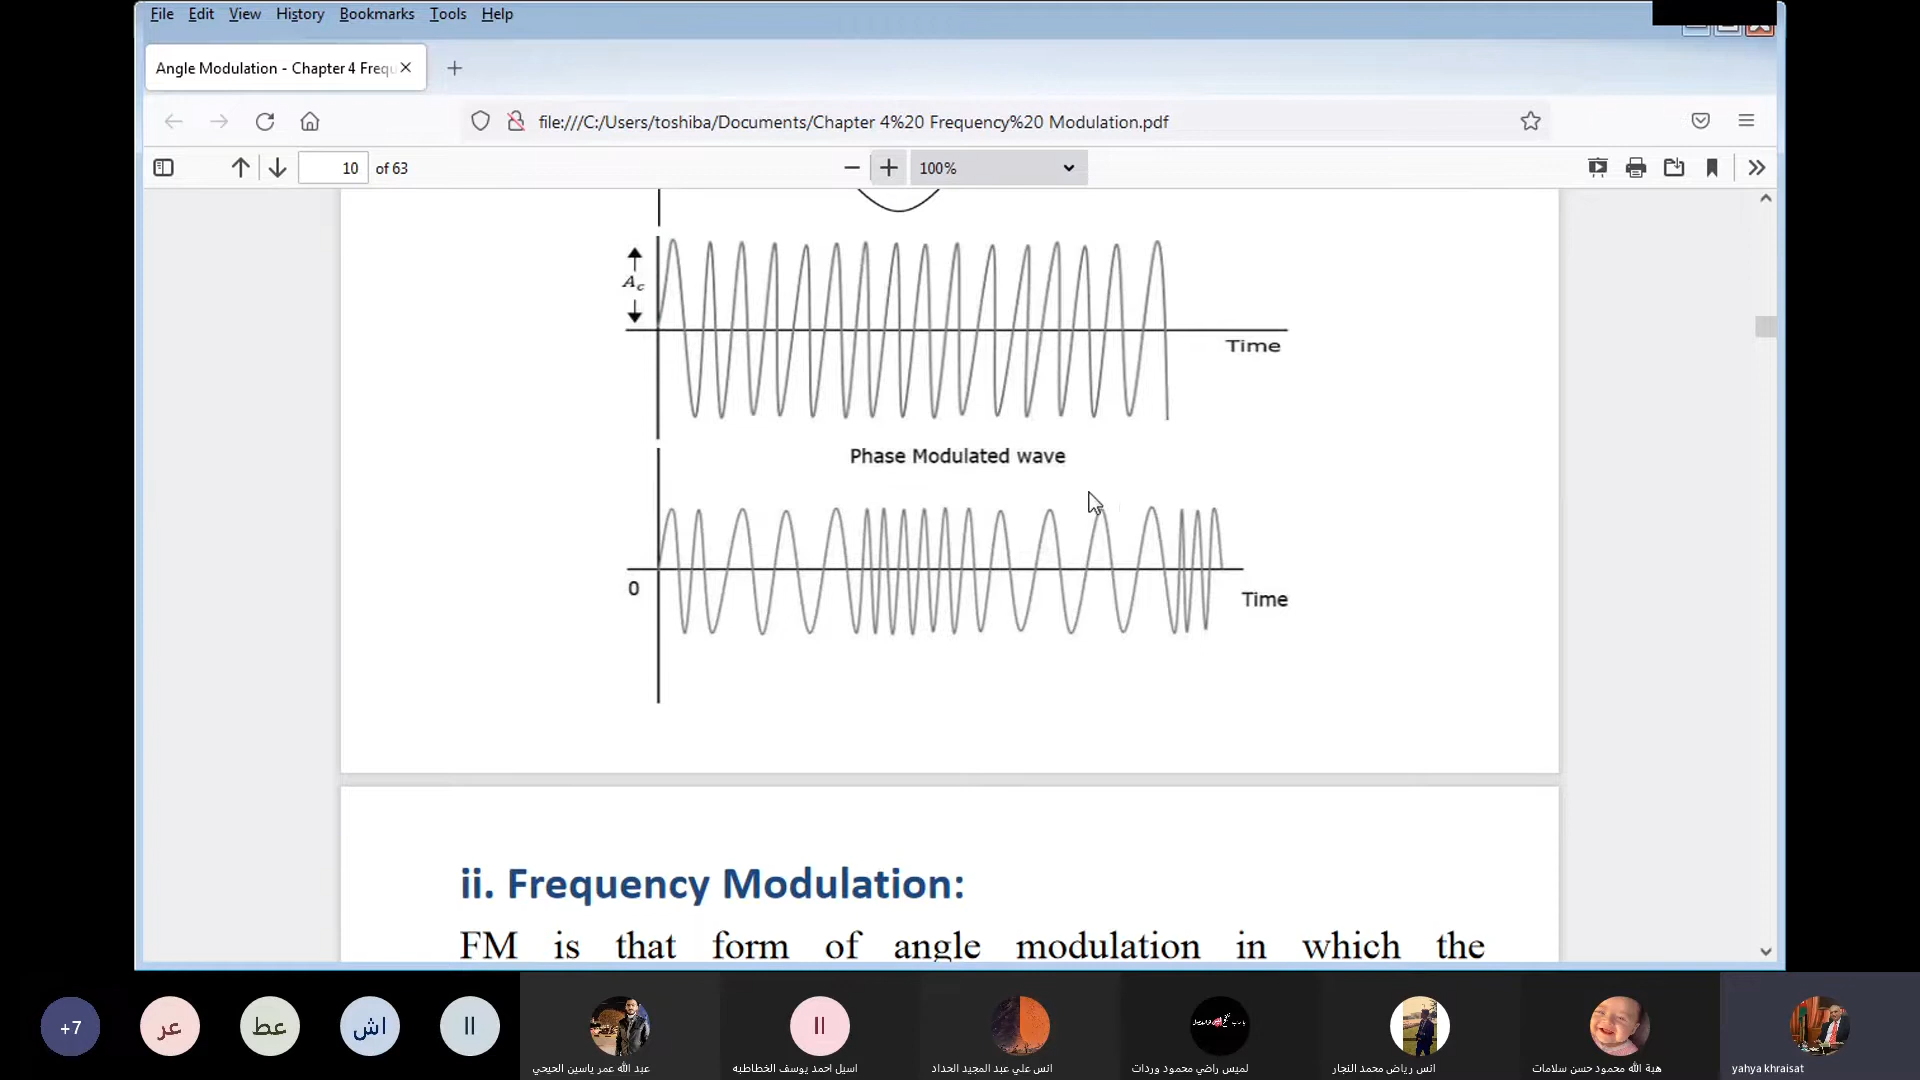 File Edit View History Bookmarks Tools Help
Angle Modulation - Chapter 4 Frequ
file:///C:/Users/toshiba/Documents/Chapter 4%20 Frequency%20 Modulation.pdf
10 of 63
100%
Ac
Time
Phase Modulated wave
0
Time
ii. Frequency Modulation:
FM is that form of angle modulation in which the
+7
عر
عط
اش
اا
اا
عبد الله عمر ياسين الحيحي
اسيل احمد يوسف الخطاطبه
انس علي عبد المجيد الحداد
لميس راضي محمود وردات
انس رياض محمد النجار
هبة الله محمود حسن سلامات
yahya khraisat